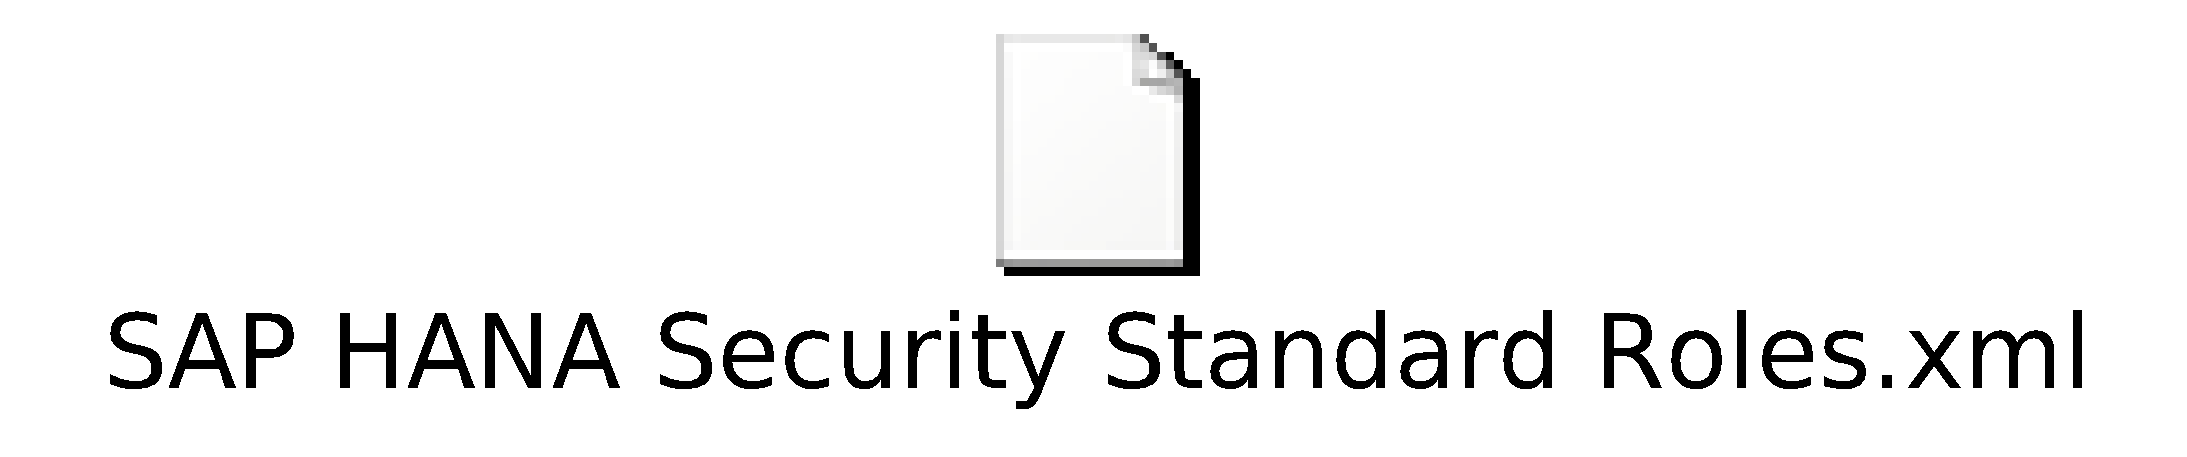 SAP HANA Security Standard Roles.xml